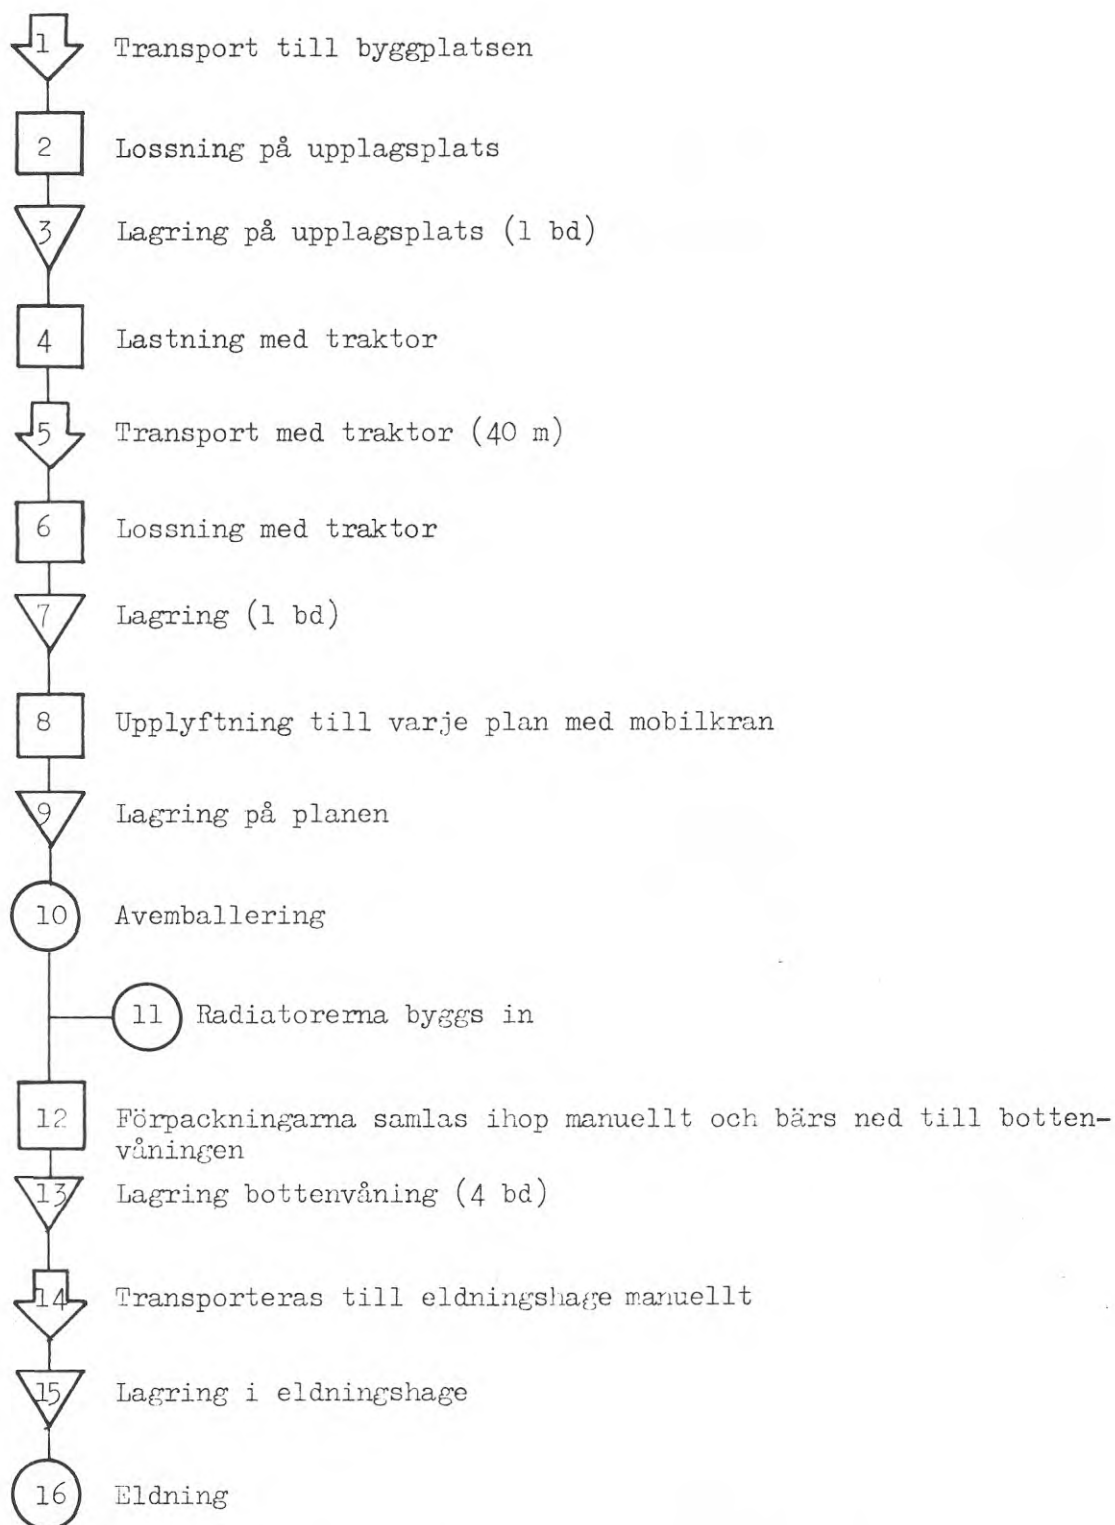 1 Transport till byggplatsen
2 Lossning på upplagsplats
3 Lagring på upplagsplats (1 bd)
4 Lastning med traktor
5 Transport med traktor (40 m)
6 Lossning med traktor
7 Lagring (1 bd)
8 Upplyftning till varje plan med mobilkran
9 Lagring på planen
10 Avemballering
11 Radiatorerna byggs in
12 Förpackningarna samlas ihop manuellt och bärs ned till botten-
våningen
13 Lagring bottenvåning (4 bd)
14 Transporteras till eldningshage manuellt
15 Lagring i eldningshage
16 Eldning